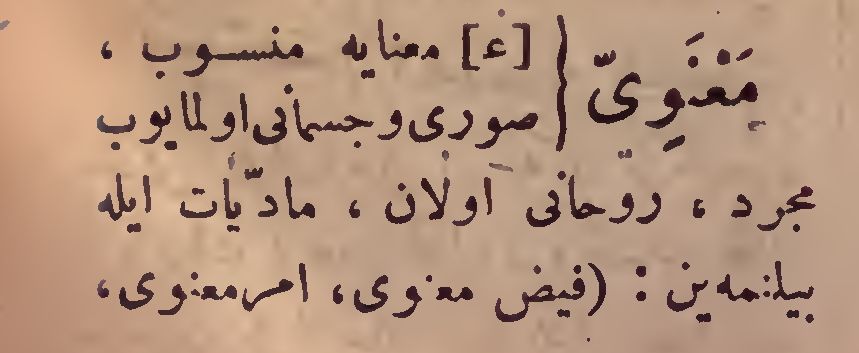 مَعْنَوِیّ } [ع] معنایه منسوب ،
صوری وجسمانی اولمایوب
مجرد ، روحانی اولان ، مادّیات ایله
بیلنمه‌ین : (فیض معنوی، امر معنوی،